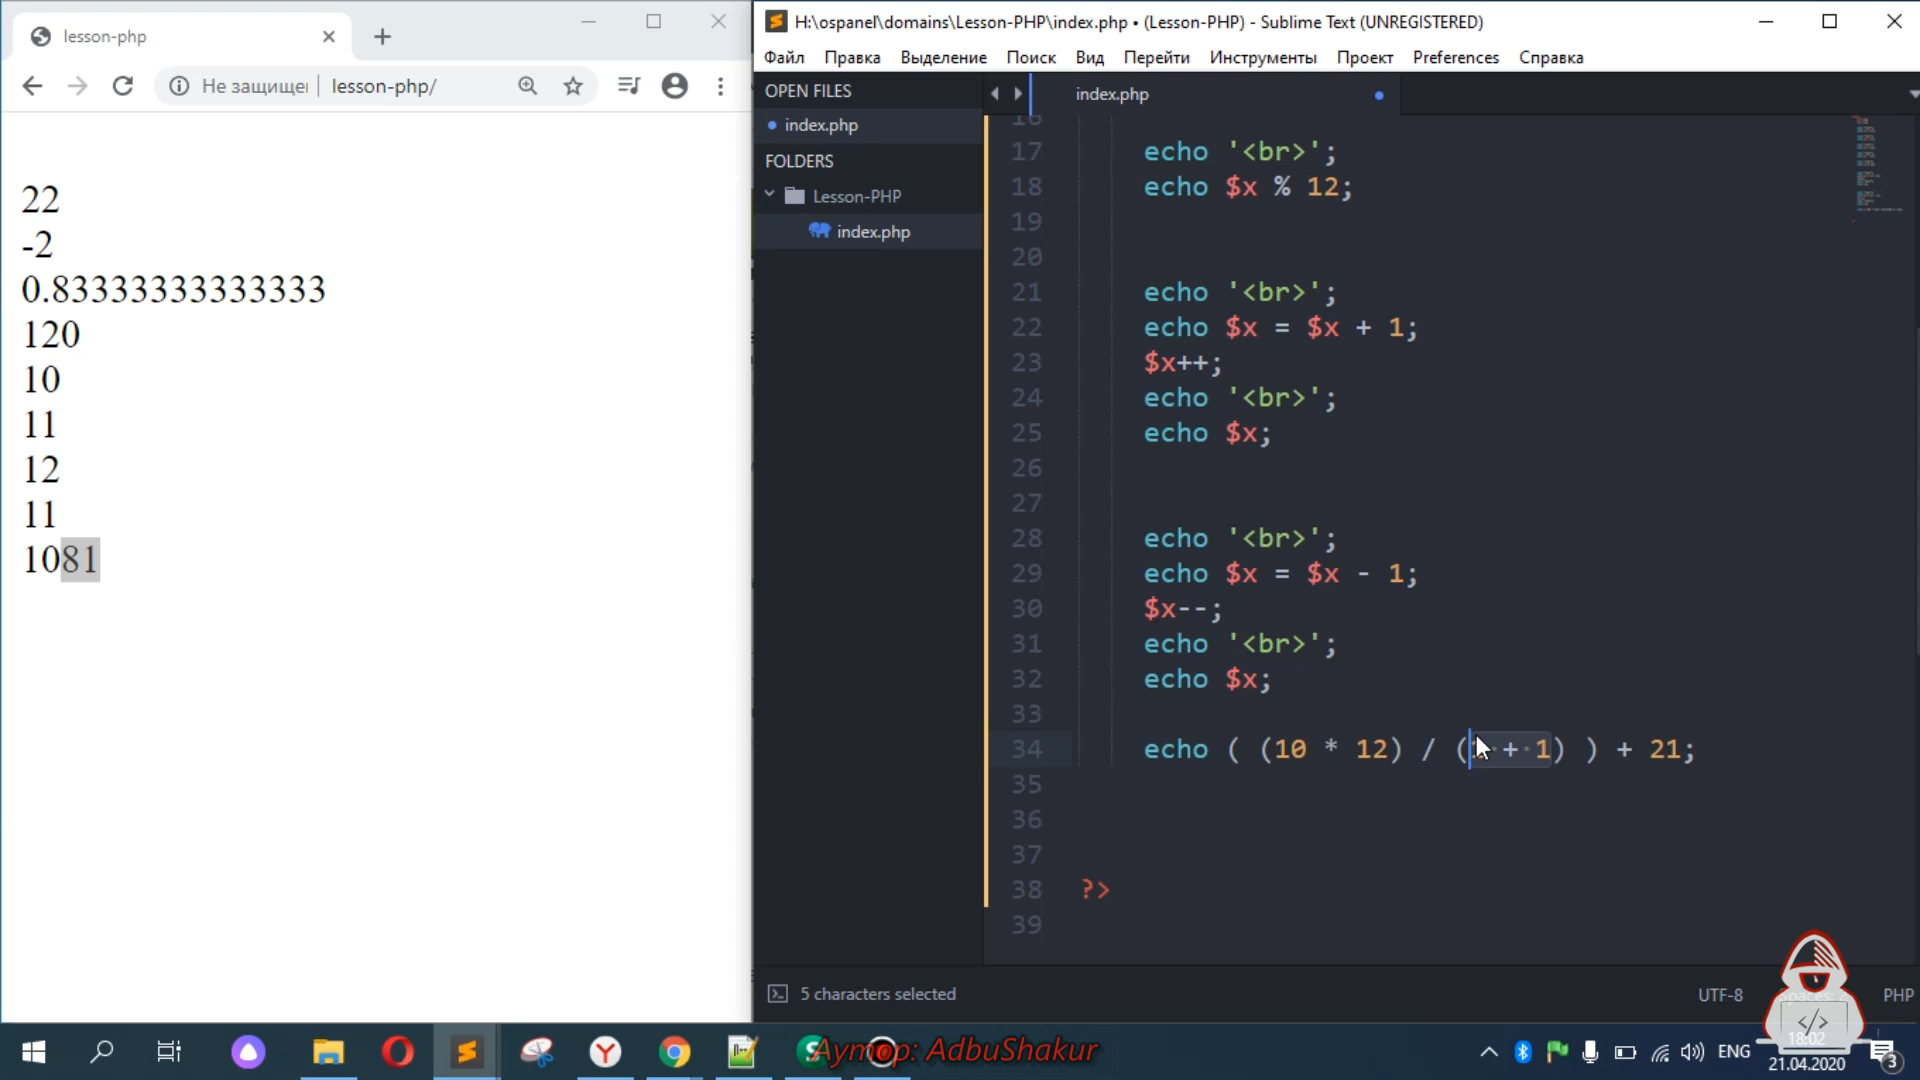 lesson-php
Не защищен
lesson-php/
22
-2
0.83333333333333
120
10
11
12
11
1081
H:\ospanel\domains\Lesson-PHP\index.php • (Lesson-PHP) - Sublime Text (UNREGISTERED)
Файл Правка Выделение Поиск Вид Перейти Инструменты Проект Preferences Справка
OPEN FILES
index.php
FOLDERS
Lesson-PHP
index.php
index.php
16
17 echo '<br>';
18 echo $x % 12;
19
20
21 echo '<br>';
22 echo $x = $x + 1;
23 $x++;
24 echo '<br>';
25 echo $x;
26
27
28 echo '<br>';
29 echo $x = $x - 1;
30 $x--;
31 echo '<br>';
32 echo $x;
33
34 echo ( (10 * 12) / ( + 1) ) + 21;
35
36
37
38 ?>
39
5 characters selected
UTF-8
PHP
</>
Аутор: AdbuShakur
ENG
18:02
21.04.2020
3